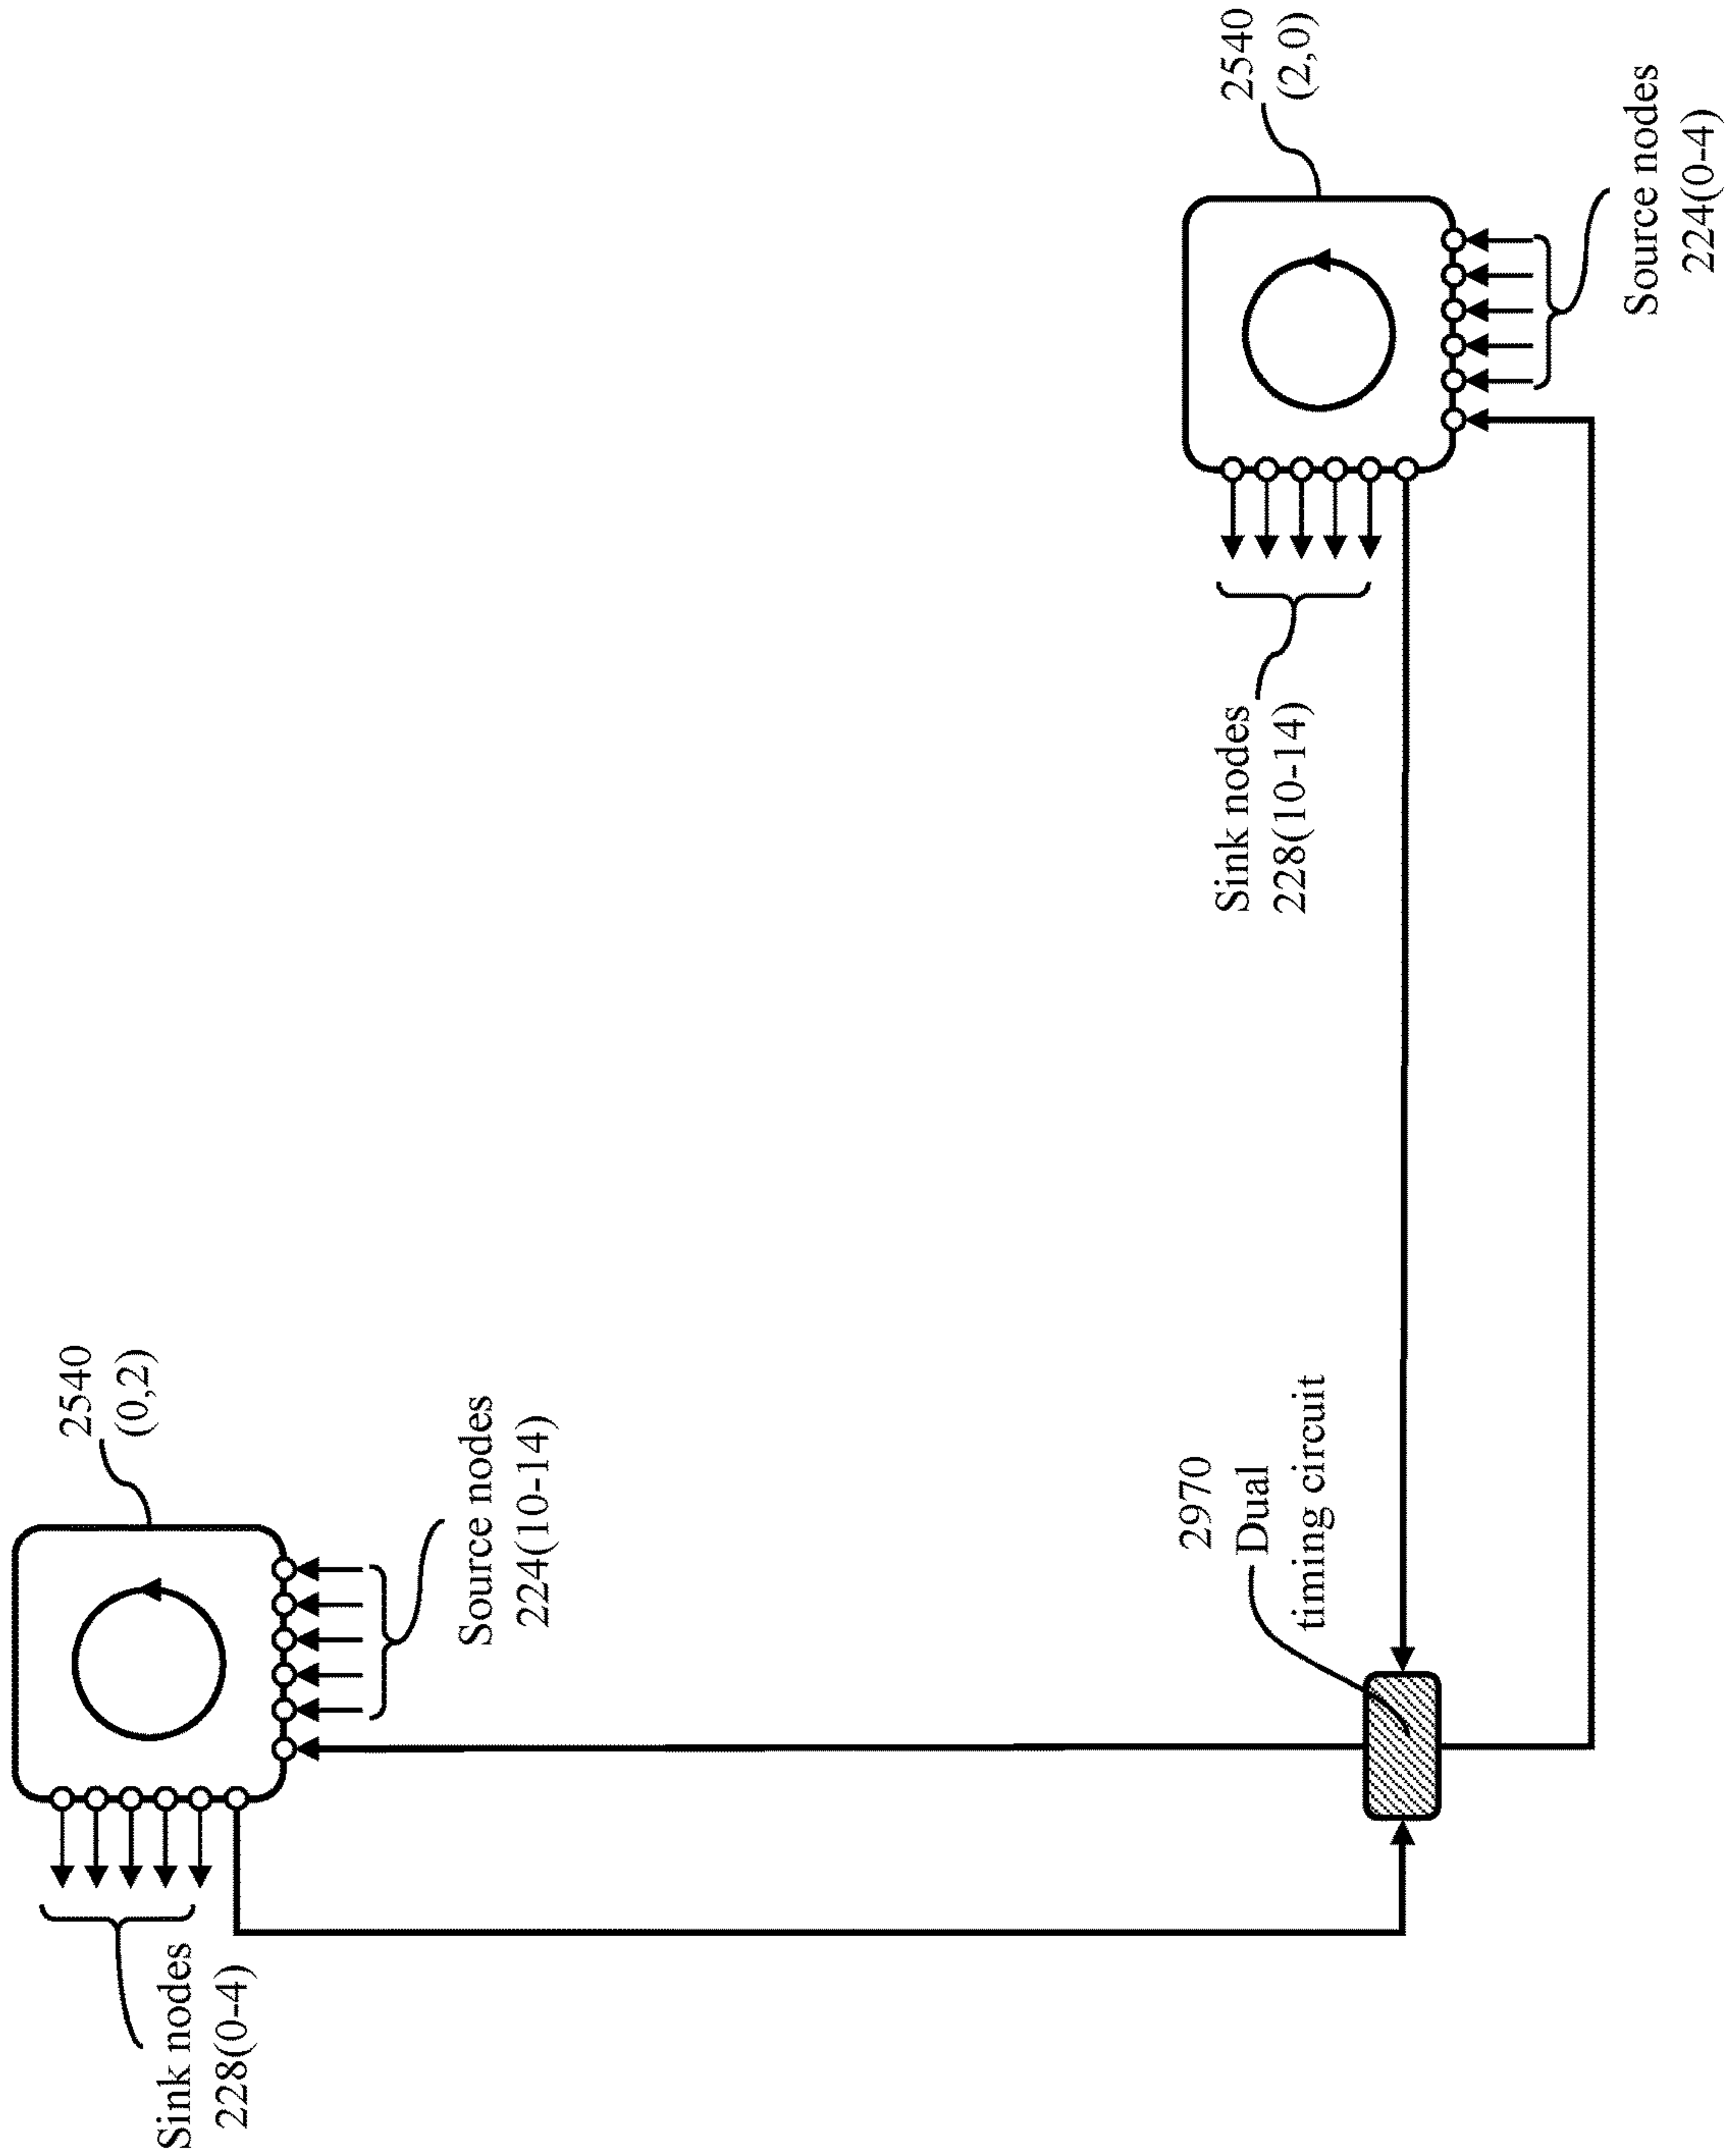 2540
(0,2)
Source nodes
224(10-14)
Sink nodes
228(0-4)
2970
Dual
timing circuit
2540
(2,0)
Source nodes
224(0-4)
Sink nodes
228(10-14)